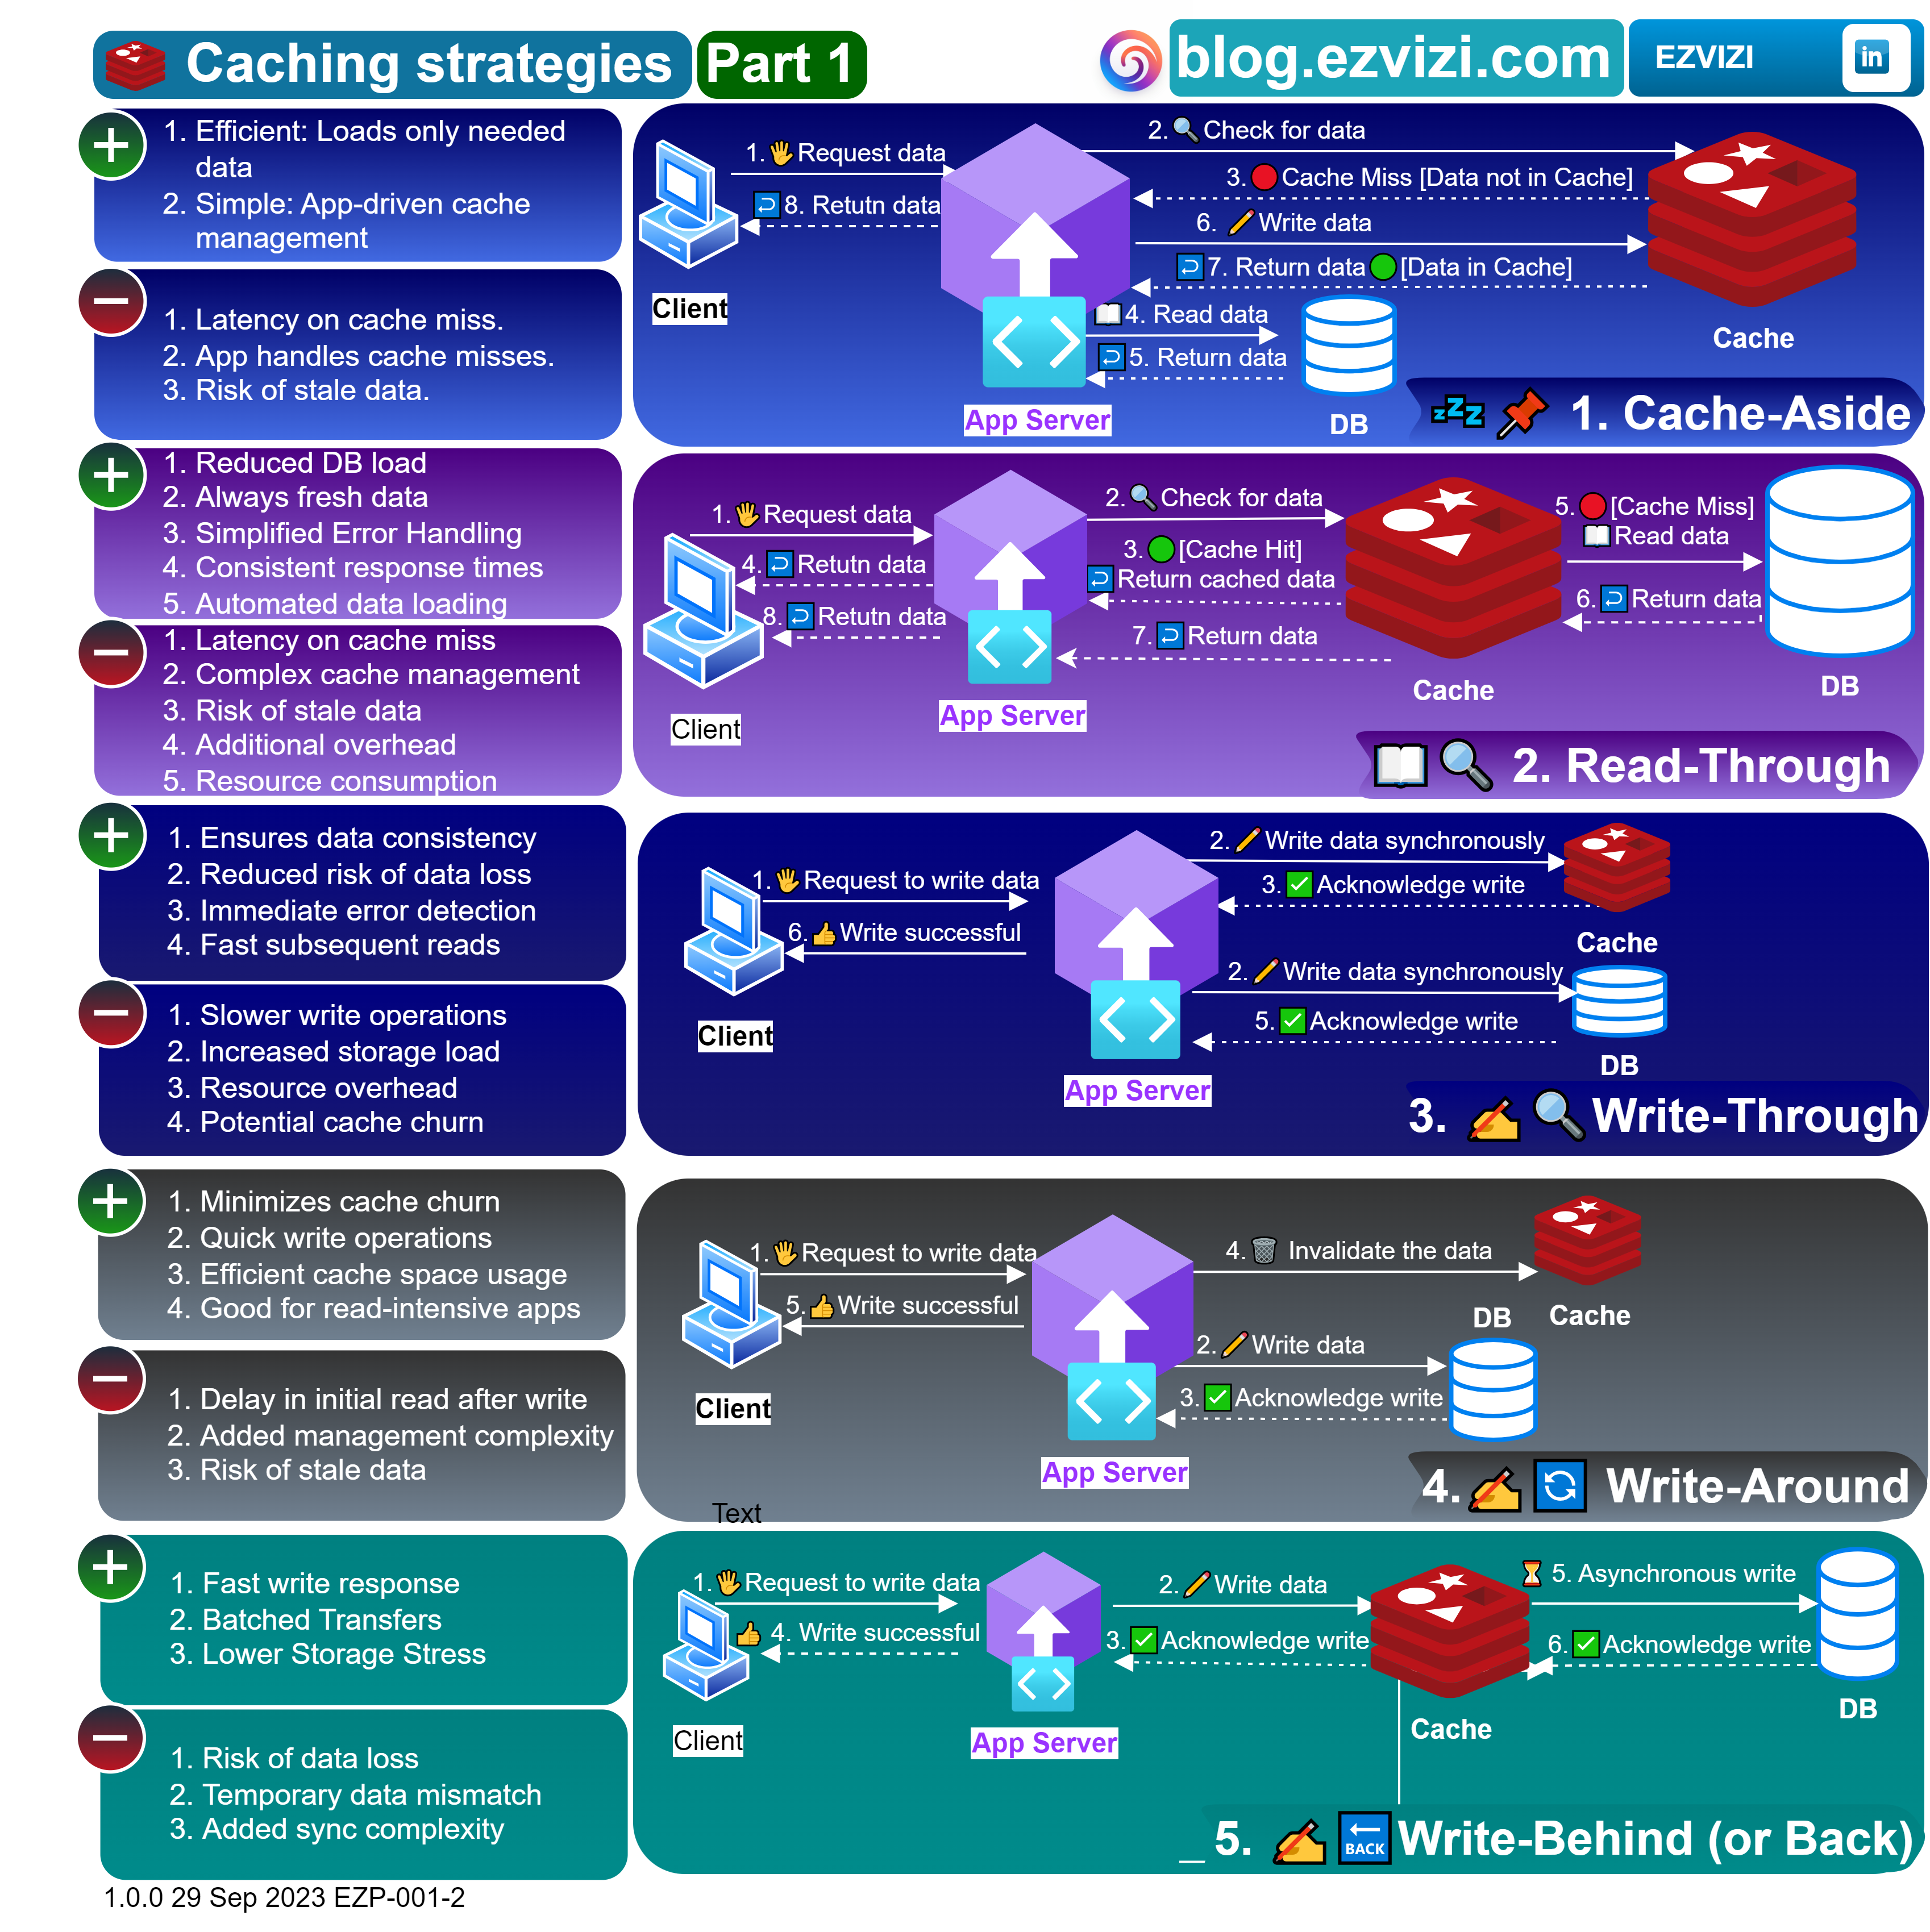 Caching strategies Part 1
blog.ezvizi.com
EZVIZI
in
1. Efficient: Loads only needed
data
2. Simple: App-driven cache
management
1. Latency on cache miss.
2. App handles cache misses.
3. Risk of stale data.
1. Request data
8. Retutn data
2. Check for data
3. Cache Miss [Data not in Cache]
6. Write data
7. Return data [Data in Cache]
4. Read data
5. Return data
Client
App Server
DB
Cache
zzz 1. Cache-Aside
1. Reduced DB load
2. Always fresh data
3. Simplified Error Handling
4. Consistent response times
5. Automated data loading
1. Latency on cache miss
2. Complex cache management
3. Risk of stale data
4. Additional overhead
5. Resource consumption
1. Request data
4. Retutn data
8. Retutn data
2. Check for data
3. [Cache Hit]
Return cached data
7. Return data
5. [Cache Miss]
Read data
6. Return data
Client
App Server
Cache
DB
2. Read-Through
1. Ensures data consistency
2. Reduced risk of data loss
3. Immediate error detection
4. Fast subsequent reads
1. Slower write operations
2. Increased storage load
3. Resource overhead
4. Potential cache churn
1. Request to write data
6. Write successful
2. Write data synchronously
3. Acknowledge write
Cache
2. Write data synchronously
5. Acknowledge write
Client
App Server
DB
3. Write-Through
1. Minimizes cache churn
2. Quick write operations
3. Efficient cache space usage
4. Good for read-intensive apps
1. Delay in initial read after write
2. Added management complexity
3. Risk of stale data
1. Request to write data
5. Write successful
4. Invalidate the data
DB
Cache
2. Write data
3. Acknowledge write
Client
App Server
Text
4. Write-Around
1. Fast write response
2. Batched Transfers
3. Lower Storage Stress
1. Risk of data loss
2. Temporary data mismatch
3. Added sync complexity
1. Request to write data
4. Write successful
2. Write data
3. Acknowledge write
5. Asynchronous write
6. Acknowledge write
Client
App Server
Cache
DB
_ 5. BACK Write-Behind (or Back)
1.0.0 29 Sep 2023 EZP-001-2